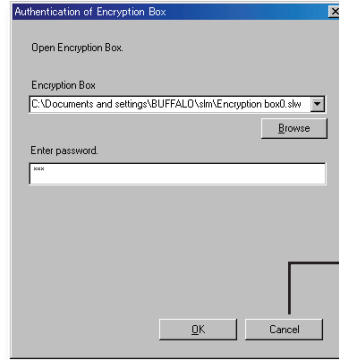 Authentication of Encryption Box
Open Encryption Box.
Encryption Box
C:\Documents and settings\BUFFALO\slm\Encryption box0.slw
Browse
Enter password.
***
OK
Cancel